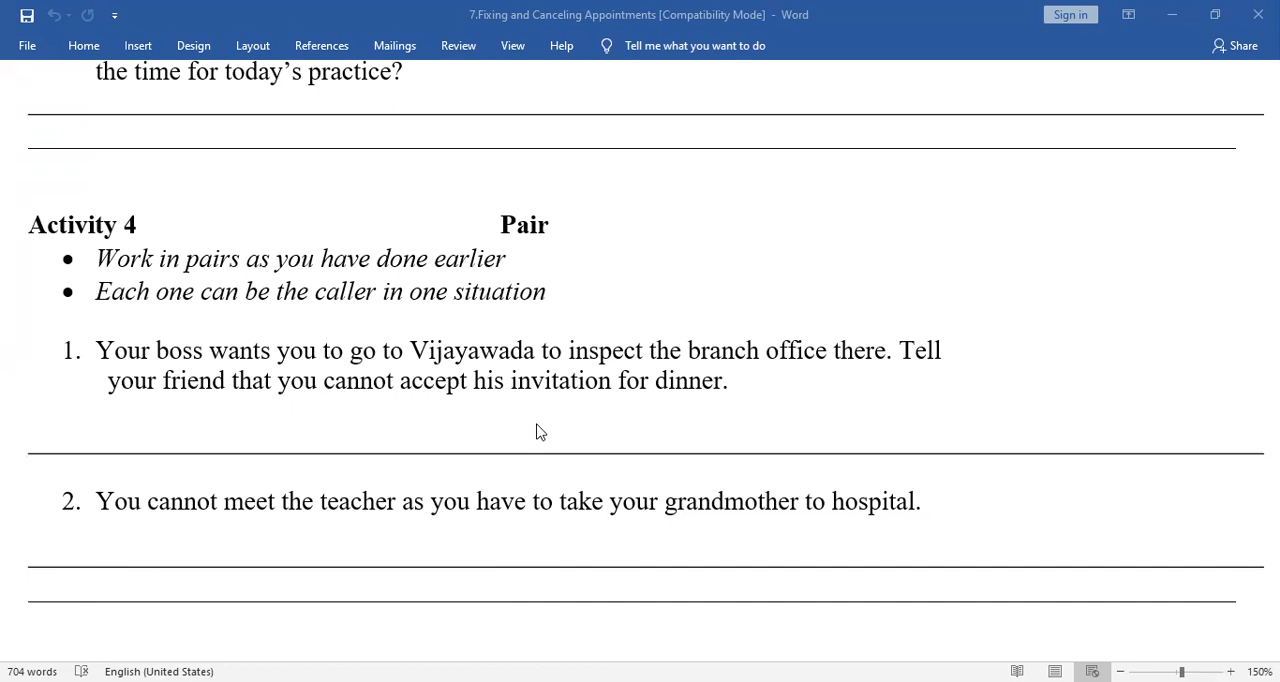 7.Fixing and Canceling Appointments [Compatibility Mode] - Word
Sign in
File Home Insert Design Layout References Mailings Review View Help Tell me what you want to do Share
the time for today's practice?
Activity 4 Pair
• Work in pairs as you have done earlier
• Each one can be the caller in one situation
1. Your boss wants you to go to Vijayawada to inspect the branch office there. Tell
your friend that you cannot accept his invitation for dinner.
2. You cannot meet the teacher as you have to take your grandmother to hospital.
704 words English (United States) 150%